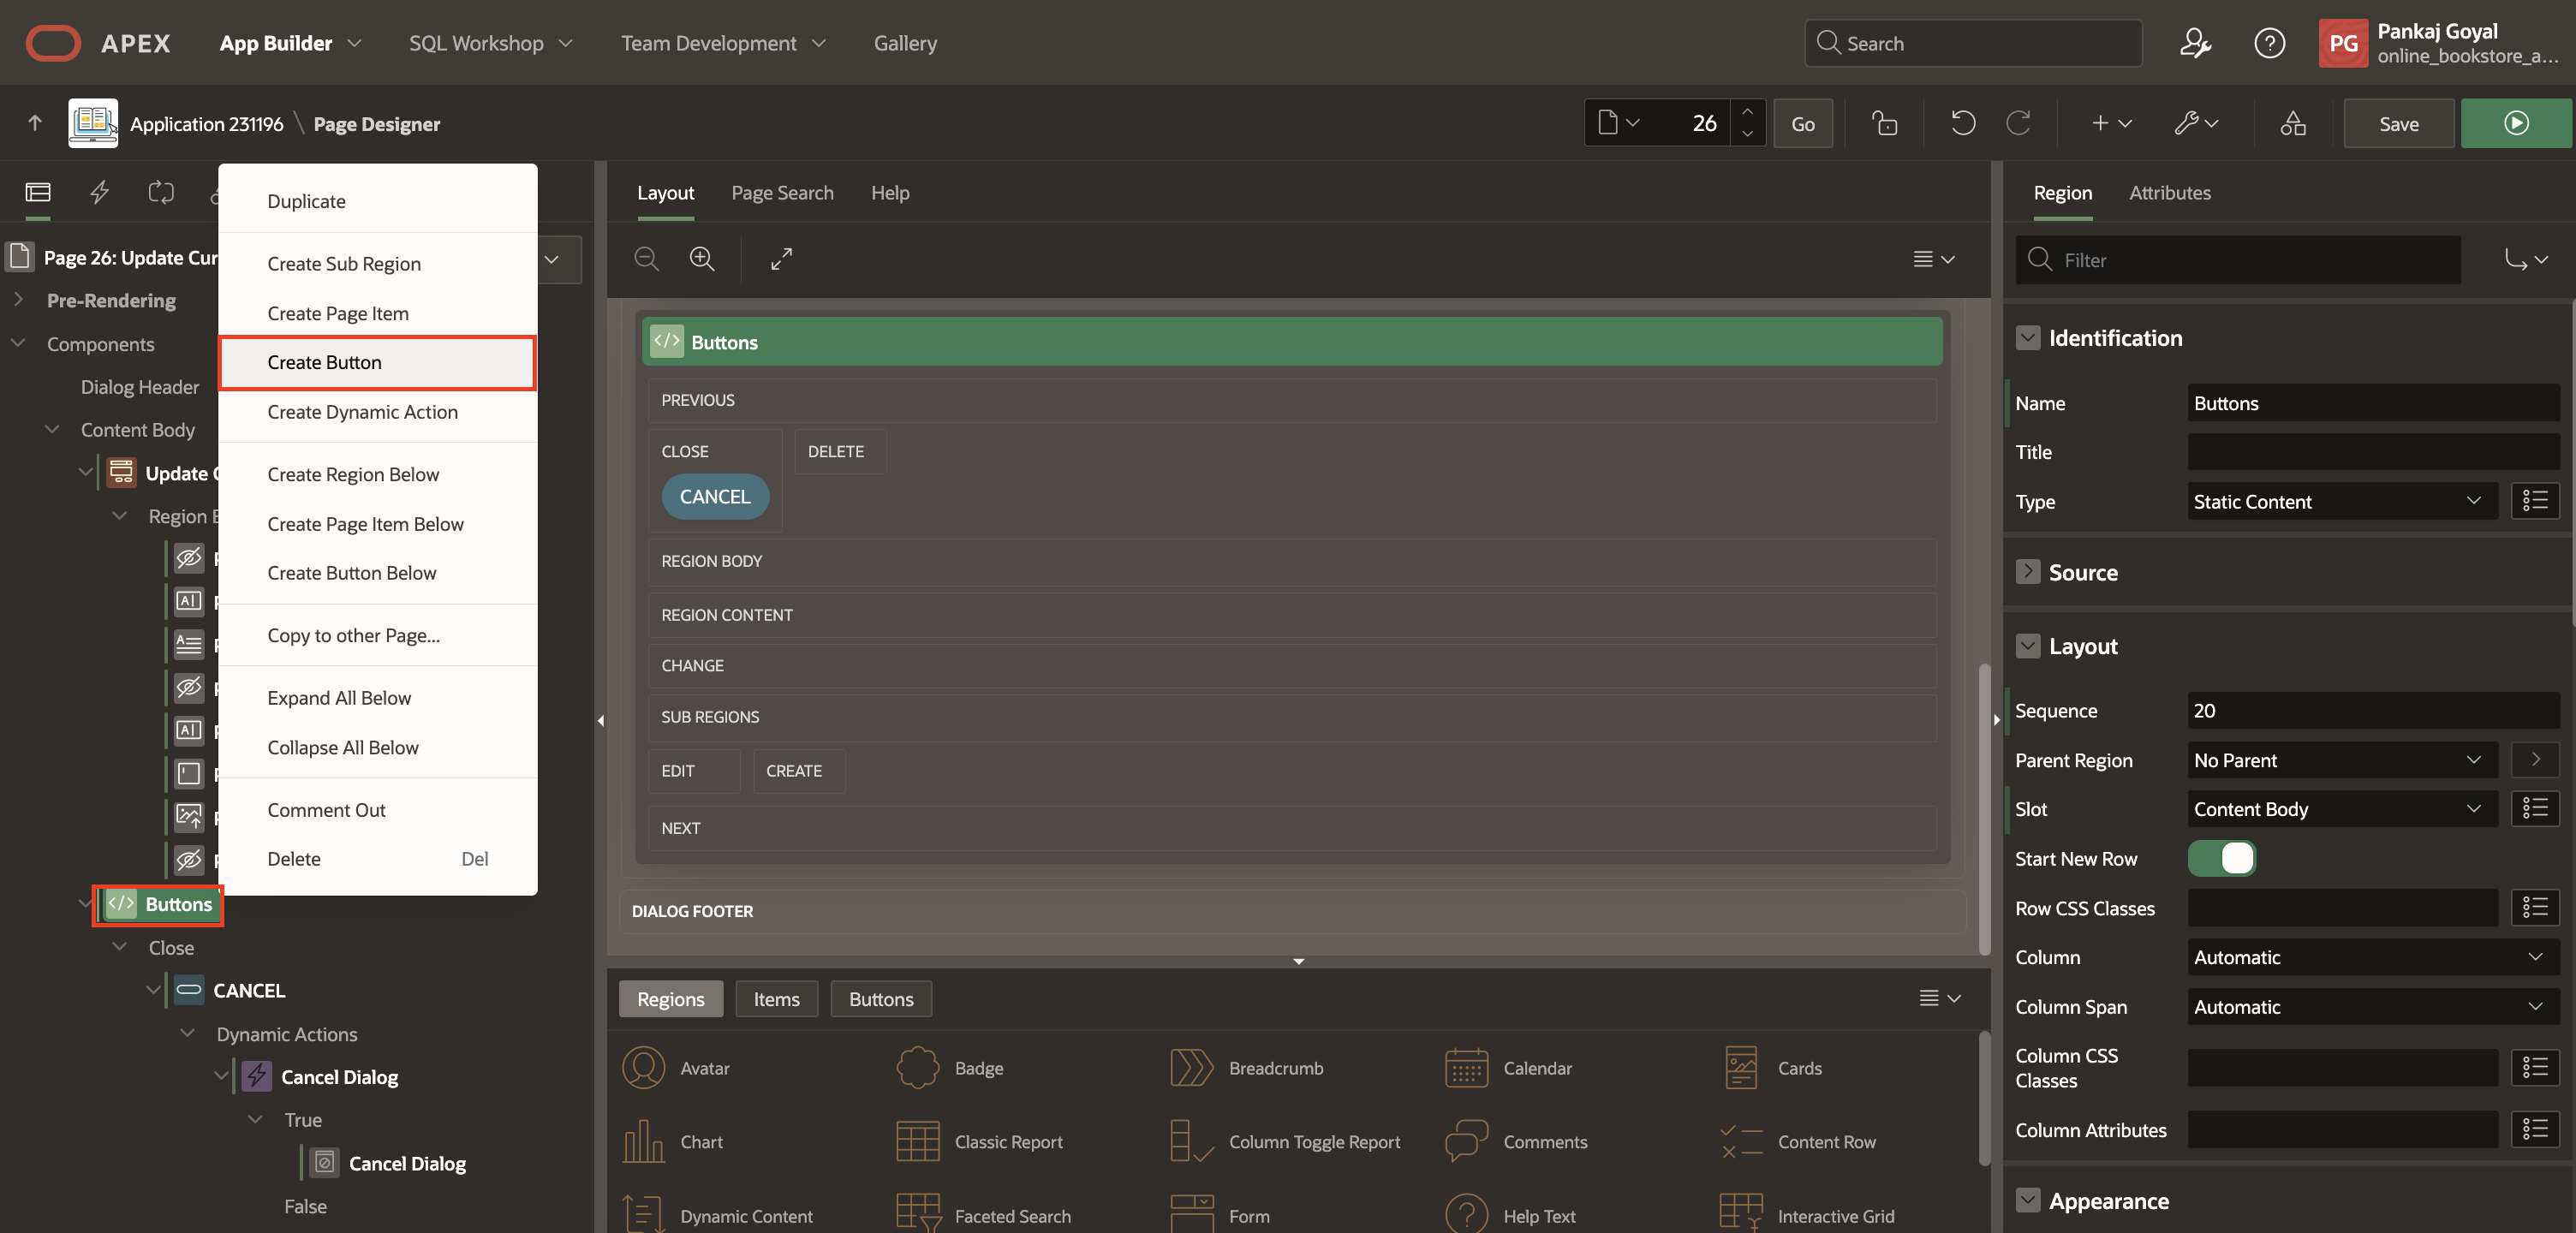 APEX App Builder SQL Workshop Team Development Gallery Search PG Pankaj Goyal
online_bookstore_a...
Application 231196 \ Page Designer 26 Go Save
Duplicate
Create Sub Region
Create Page Item
Create Button
Create Dynamic Action
Create Region Below
Create Page Item Below
Create Button Below
Copy to other Page...
Expand All Below
Collapse All Below
Comment Out
Delete Del
Page 26: Update Cur
Pre-Rendering
Components
Dialog Header
Content Body
Update
Region
Buttons
Close
CANCEL
Dynamic Actions
Cancel Dialog
True
Cancel Dialog
False
Layout Page Search Help
Buttons
PREVIOUS
CLOSE DELETE
CANCEL
REGION BODY
REGION CONTENT
CHANGE
SUB REGIONS
EDIT CREATE
NEXT
DIALOG FOOTER
Regions Items Buttons
Avatar Badge Breadcrumb Calendar Cards
Chart Classic Report Column Toggle Report Comments Content Row
Dynamic Content Faceted Search Form Help Text Interactive Grid
Region Attributes
Filter
Identification
Name Buttons
Title
Type Static Content
Source
Layout
Sequence 20
Parent Region No Parent
Slot Content Body
Start New Row
Row CSS Classes
Column Automatic
Column Span Automatic
Column CSS
Classes
Column Attributes
Appearance